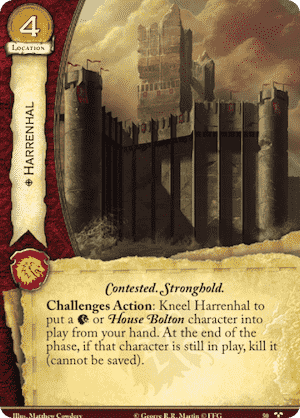 4
LOCATION
HARRENHAL
Contested. Stronghold.
Challenges Action: Kneel Harrenhal to
put a or House Bolton character into
play from your hand. At the end of the
phase, if that character is still in play, kill it
(cannot be saved).
Illus. Matthew Cowdery © George R.R. Martin © FFG